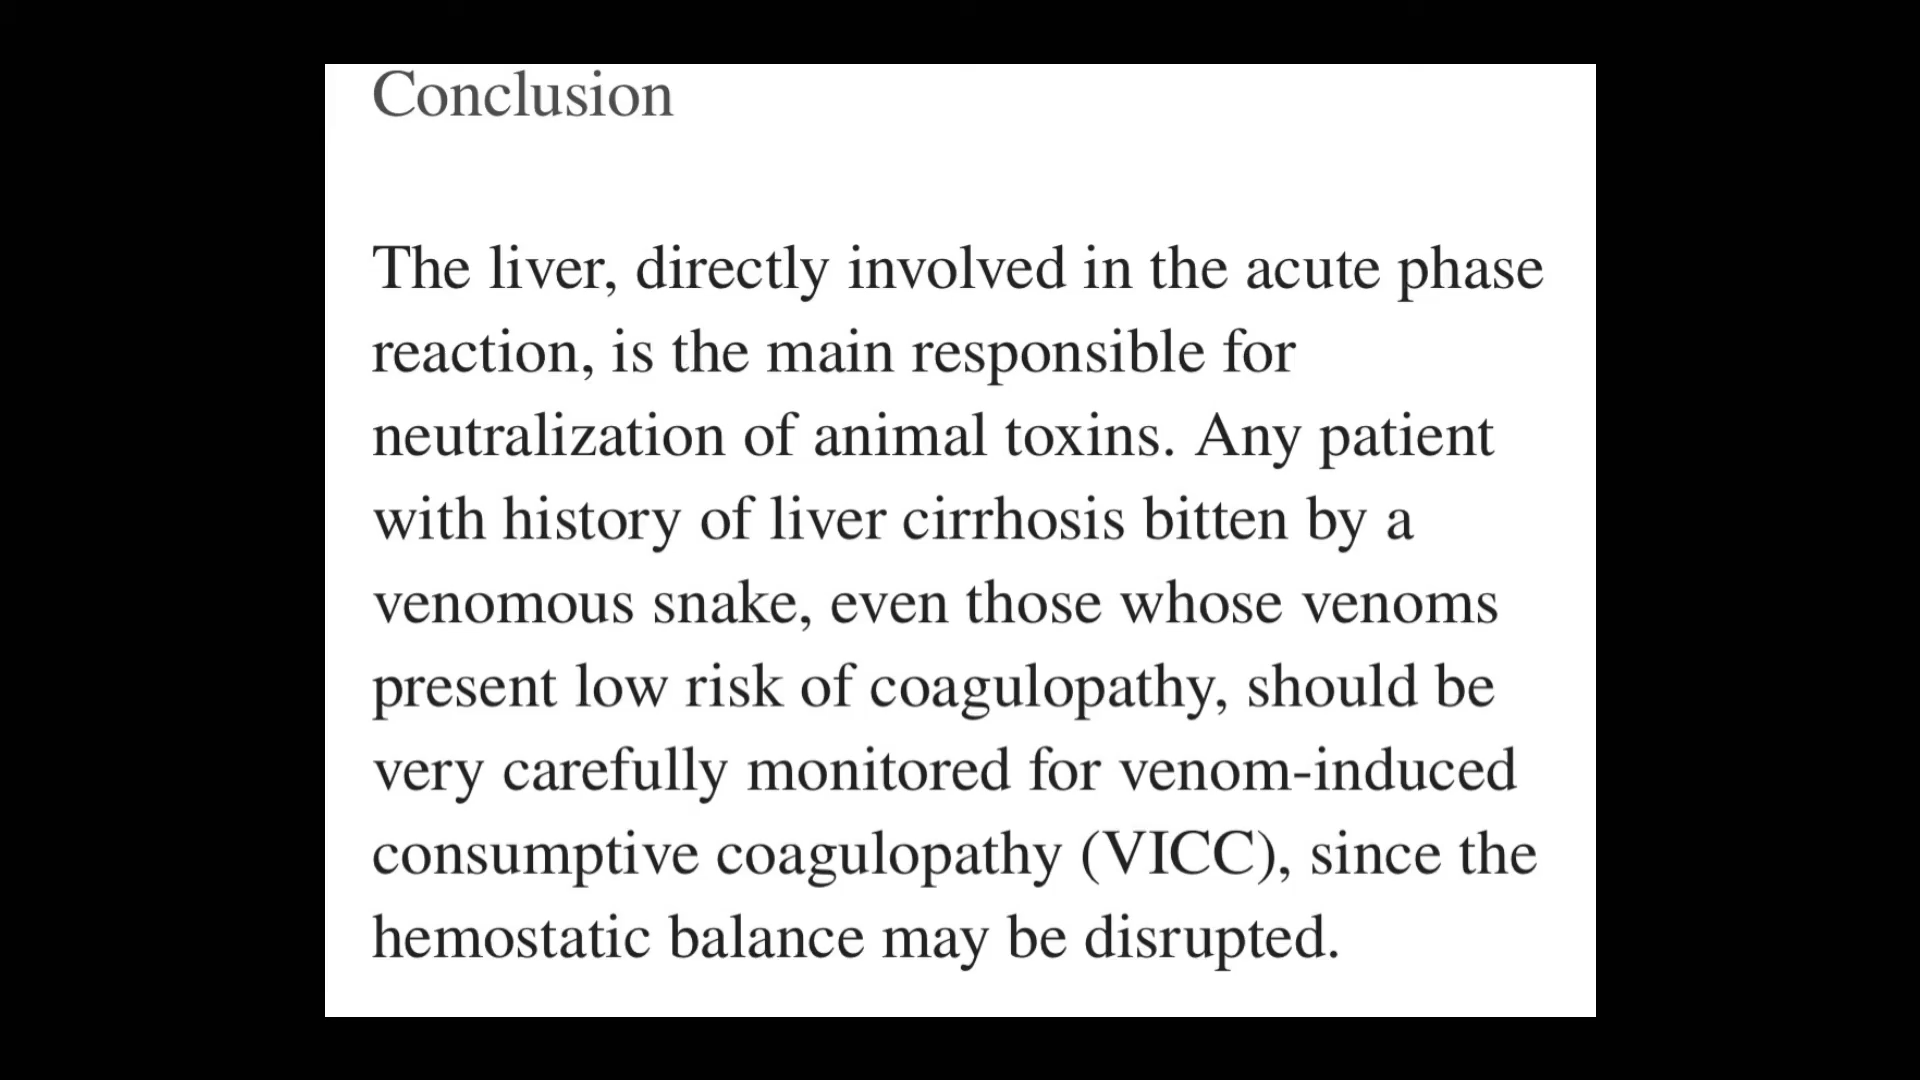 Conclusion
The liver, directly involved in the acute phase
reaction, is the main responsible for
neutralization of animal toxins. Any patient
with history of liver cirrhosis bitten by a
venomous snake, even those whose venoms
present low risk of coagulopathy, should be
very carefully monitored for venom-induced
consumptive coagulopathy (VICC), since the
hemostatic balance may be disrupted.